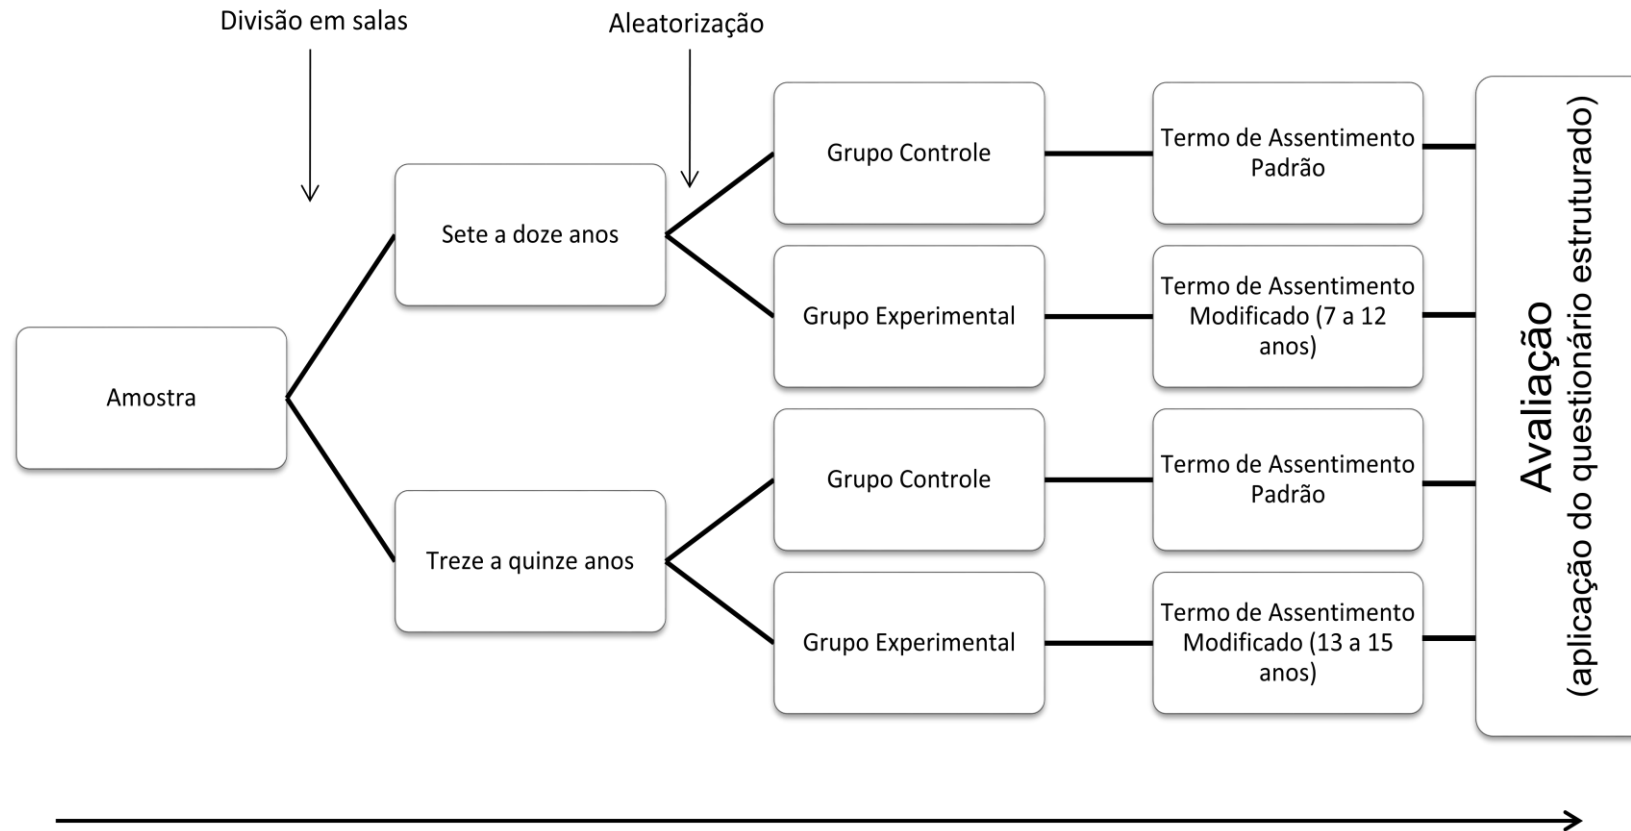 Divisão em salas
Aleatorização
Amostra
Sete a doze anos
Treze a quinze anos
Grupo Controle
Grupo Experimental
Grupo Controle
Grupo Experimental
Termo de Assentimento
Padrão
Termo de Assentimento
Modificado (7 a 12
anos)
Termo de Assentimento
Padrão
Termo de Assentimento
Modificado (13 a 15
anos)
Avaliação
(aplicação do questionário estruturado)